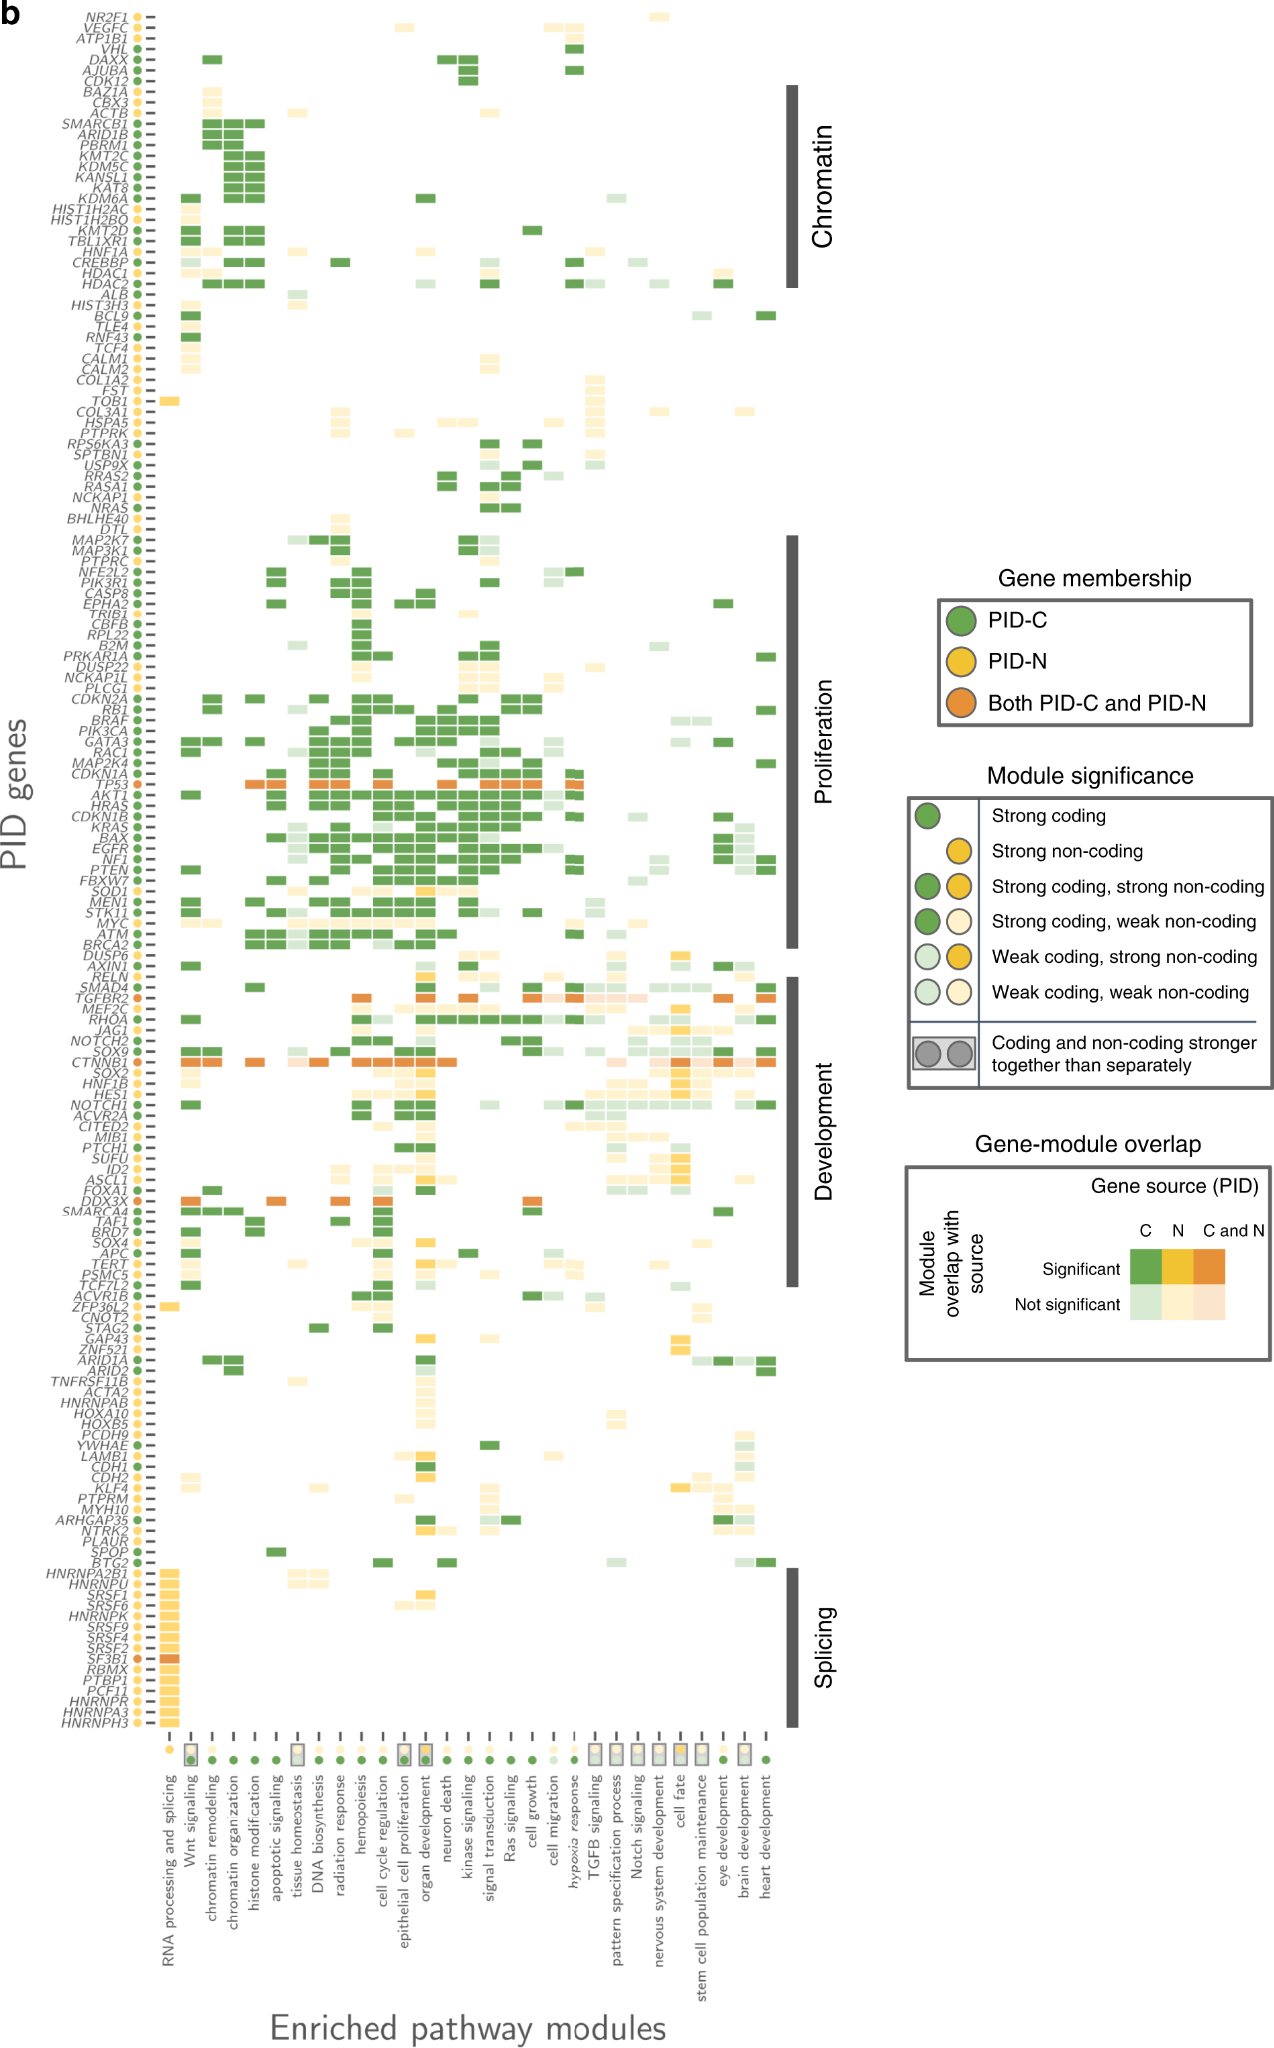 b
PID genes
NR2F1
VEGFC
ATP1B1
VHL
DAXX
AJUBA
CDK12
BAZ1A
CBX3
ACTB
SMARCB1
ARID1B
PBRM1
KMT2C
KDM5C
KANSL1
KAT8
KDM6A
HIST1H2AC
HIST1H2BO
KMT2D
TBL1XR1
HNF1A
CREBBP
HDAC1
HDAC2
ALB
HIST3H3
BCL9
TLE4
RNF43
TCF4
CALM1
CALM2
COL1A2
FST
TOB1
COL3A1
HSPA5
PTPRK
RPS6KA3
SPTBN1
USP9X
RRAS2
RASA1
NCKAP1
NRAS
BHLHE40
DTL
MAP2K7
MAP3K1
PTPRC
NFE2L2
PIK3R1
CASP8
EPHA2
TRIB1
CBFB
RPL22
B2M
PRKAR1A
DUSP22
NCKAP1L
PLCG1
CDKN2A
RB1
BRAF
PIK3CA
GATA3
RAC1
MAP2K4
CDKN1A
TP53
AKT1
HRAS
CDKN1B
KRAS
BAX
EGFR
NF1
PTEN
FBXW7
SOD1
MEN1
STK11
MYC
ATM
BRCA2
DUSP6
AXIN1
RELN
SMAD4
TGFBR2
MEF2C
RHOA
JAG1
NOTCH2
SOX9
CTNNB1
SOX2
HNF1B
HES1
NOTCH1
ACVR2A
CITED2
MIB1
PTCH1
SUFU
ID2
ASCL1
FOXA1
DDX3X
SMARCA4
TAF1
BRD7
SOX4
APC
TERT
PSMC5
TCF7L2
ACVR1B
ZFP36L2
CNOT2
STAG2
GAP43
ZNF521
ARID1A
ARID2
TNFRSF11B
ACTA2
HNRNPAB
HOXA10
HOXB5
PCDH9
YWHAE
LAMB1
CDH1
CDH2
KLF4
PTPRM
MYH10
ARHGAP35
NTRK2
PLAUR
SPOP
BTG2
HNRNPA2B1
HNRNPU
SRSF1
SRSF6
HNRNPK
SRSF9
SRSF4
SRSF2
SF3B1
RBMX
PTBP1
PCF11
HNRNPR
HNRNPA3
HNRNPH3
Chromatin
Proliferation
Development
Splicing
RNA processing and splicing
Wnt signaling
chromatin remodeling
chromatin organization
histone modification
apoptotic signaling
tissue homeostasis
DNA biosynthesis
radiation response
hemopoiesis
cell cycle regulation
epithelial cell proliferation
organ development
neuron death
kinase signaling
signal transduction
Ras signaling
cell growth
cell migration
hypoxia response
TGFB signaling
pattern specification process
Notch signaling
nervous system development
cell fate
stem cell population maintenance
eye development
brain development
heart development
Enriched pathway modules
Gene membership
PID-C
PID-N
Both PID-C and PID-N
Module significance
Strong coding
Strong non-coding
Strong coding, strong non-coding
Strong coding, weak non-coding
Weak coding, strong non-coding
Weak coding, weak non-coding
Coding and non-coding stronger
together than separately
Gene-module overlap
Gene source (PID)
C N C and N
Module
overlap with
source
Significant
Not significant